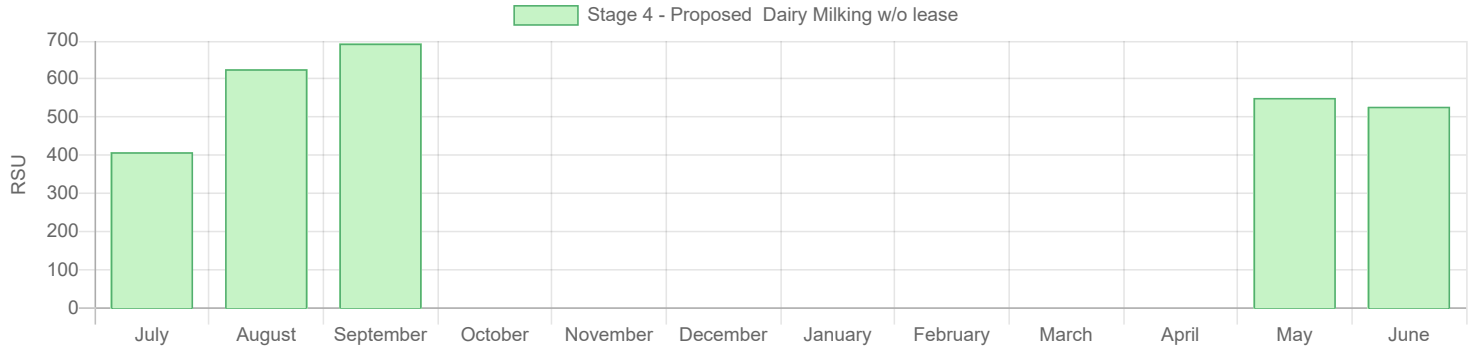 Stage 4 - Proposed  Dairy Milking w/o lease
700
600
500
400
300
200
100
0
RSU
July August September October November December January February March April May June